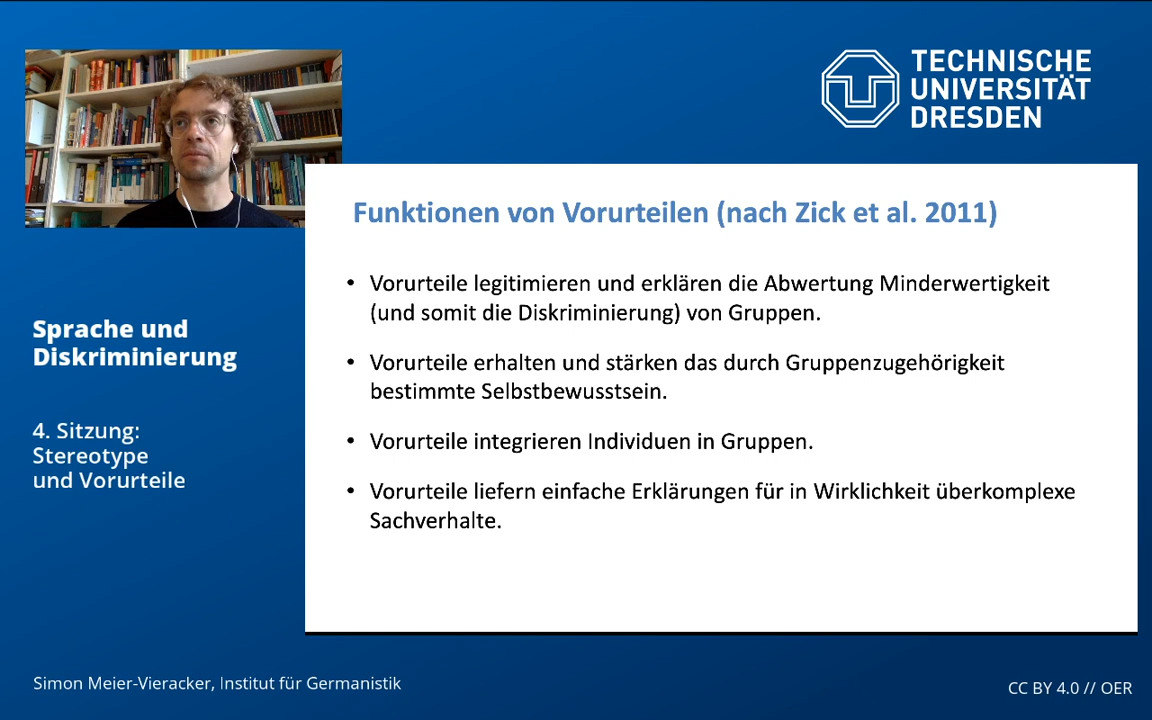 TECHNISCHE
UNIVERSITÄT
DRESDEN
Funktionen von Vorurteilen (nach Zick et al. 2011)
• Vorurteile legitimieren und erklären die Abwertung Minderwertigkeit
(und somit die Diskriminierung) von Gruppen.
• Vorurteile erhalten und stärken das durch Gruppenzugehörigkeit
bestimmte Selbstbewusstsein.
• Vorurteile integrieren Individuen in Gruppen.
• Vorurteile liefern einfache Erklärungen für in Wirklichkeit überkomplexe
Sachverhalte.
Sprache und
Diskriminierung
4. Sitzung:
Stereotype
und Vorurteile
Simon Meier-Vieracker, Institut für Germanistik
CC BY 4.0 // OER